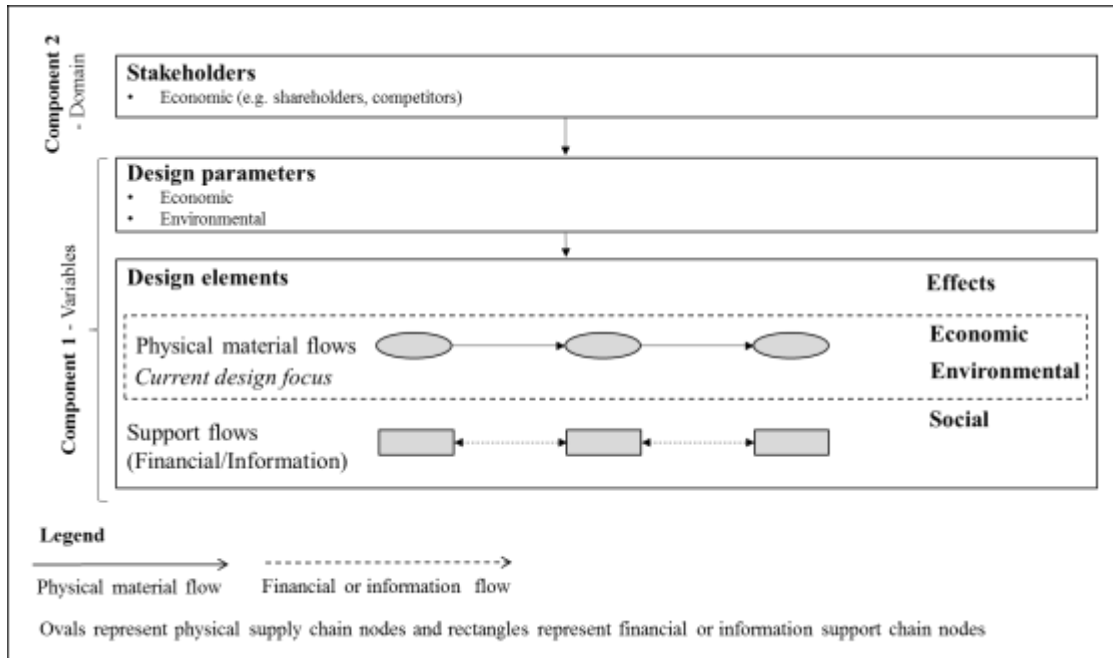 Component 2
- Domain
Stakeholders
• Economic (e.g. shareholders, competitors)
Component 1 - Variables
Design parameters
• Economic
• Environmental
Design elements
Effects
Physical material flows
Current design focus
Economic
Environmental
Support flows
(Financial/Information)
Social
Legend
Physical material flow
Financial or information flow
Ovals represent physical supply chain nodes and rectangles represent financial or information support chain nodes